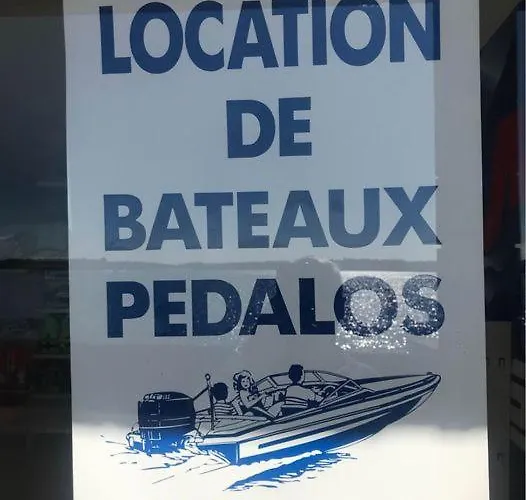 LOCATION
DE
BATEAUX
PEDALOS